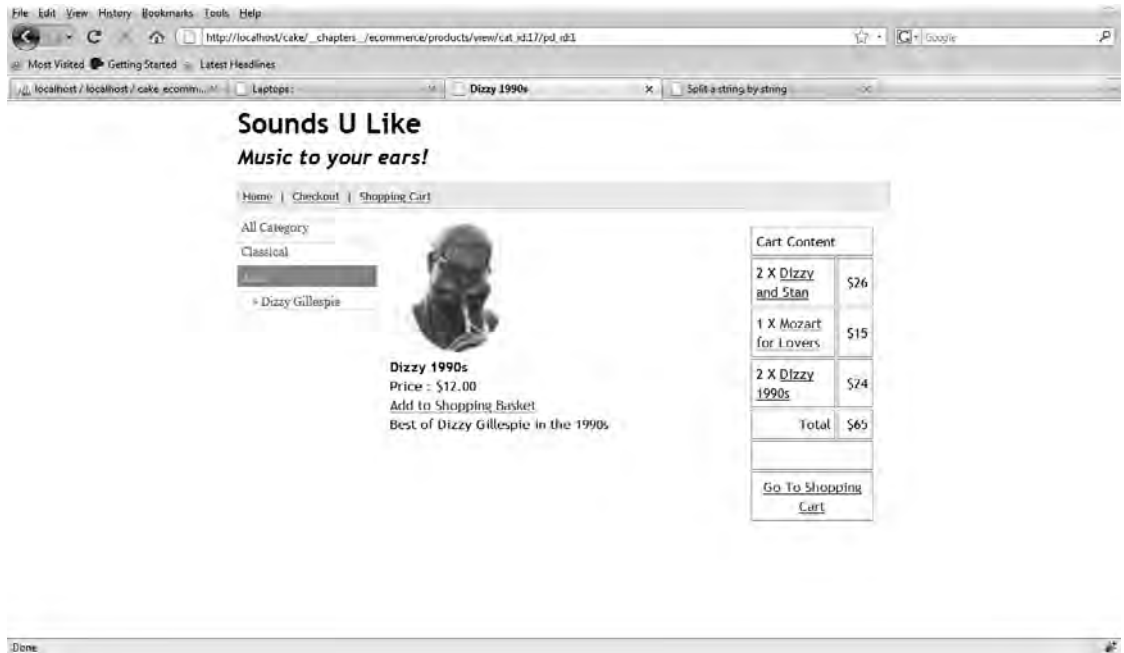 File Edit View History Bookmarks Tools Help
http://localhost/cake/_chapters_/ecommerce/products/view/cat_id:17/pd_id:1
Google
Most Visited Getting Started Latest Headlines
localhost / localhost / cake_ecomm...
Laptops:
Dizzy 1990s
Split a string by string
Sounds U Like
Music to your ears!
Home | Checkout | Shopping Cart
All Category
Classical
» Dizzy Gillespie
Dizzy 1990s
Price : $12.00
Add to Shopping Basket
Best of Dizzy Gillespie in the 1990s
Cart Content
2 X Dizzy and Stan $26
1 X Mozart for Lovers $15
2 X Dizzy 1990s $24
Total $65
Go To Shopping
Cart
Done